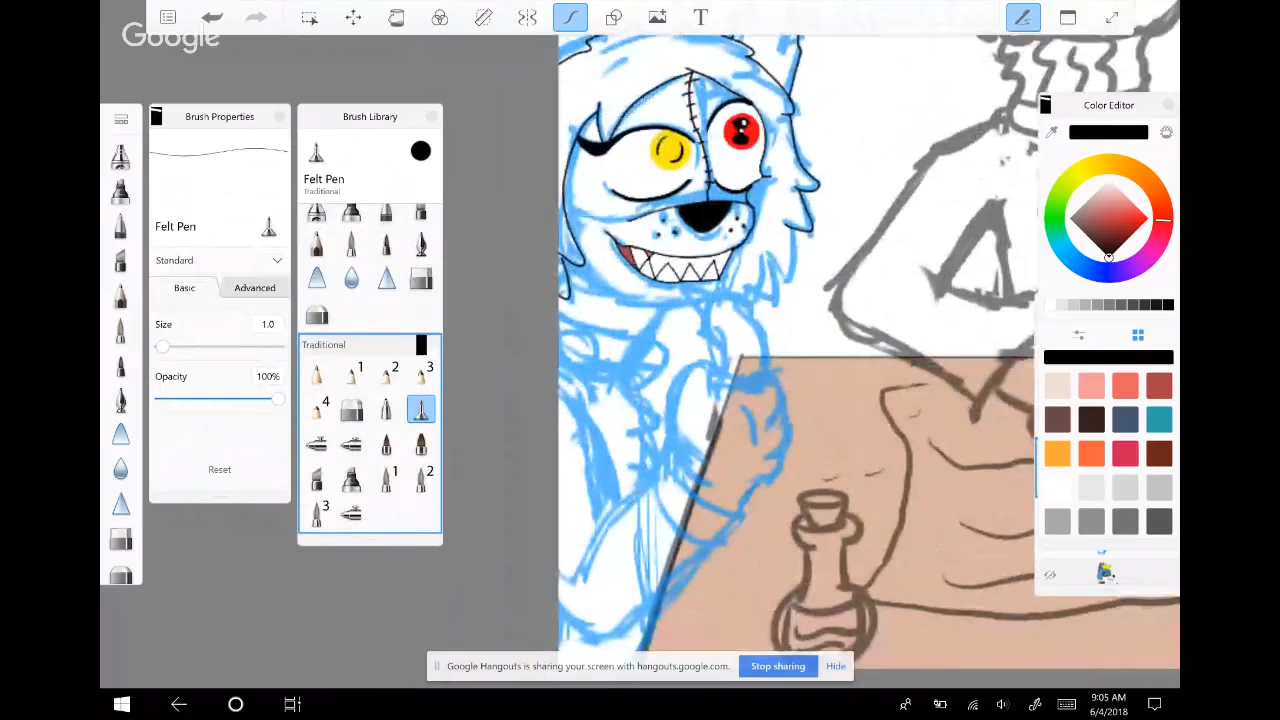 Google
T
Brush Properties
Brush Library
Color Editor
Felt Pen
Traditional
Felt Pen
Standard
Basic
Advanced
Size
1.0
Opacity
100%
Reset
Traditional
1
2
3
4
1
2
3
Google Hangouts is sharing your screen with hangouts.google.com.
Stop sharing
Hide
9:05 AM
6/4/2018